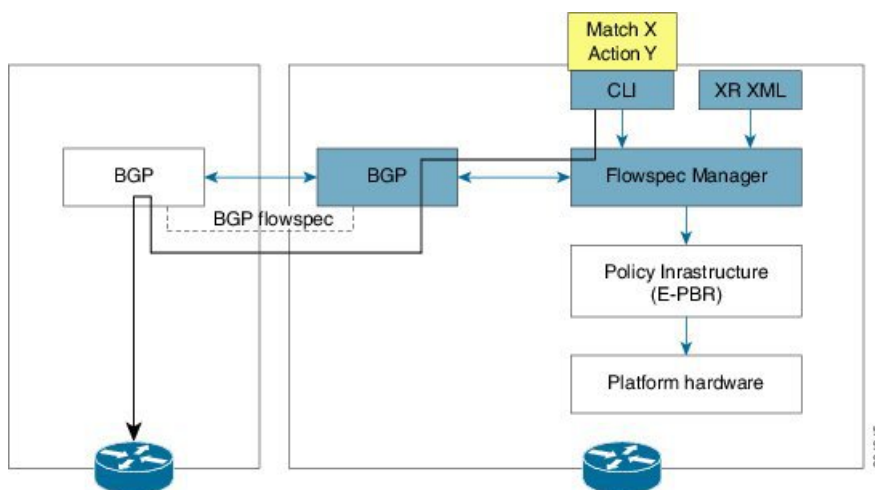 Match X
Action Y
CLI
XR XML
BGP
BGP
Flowspec Manager
BGP flowspec
Policy Inrastructure
(E-PBR)
Platform hardware